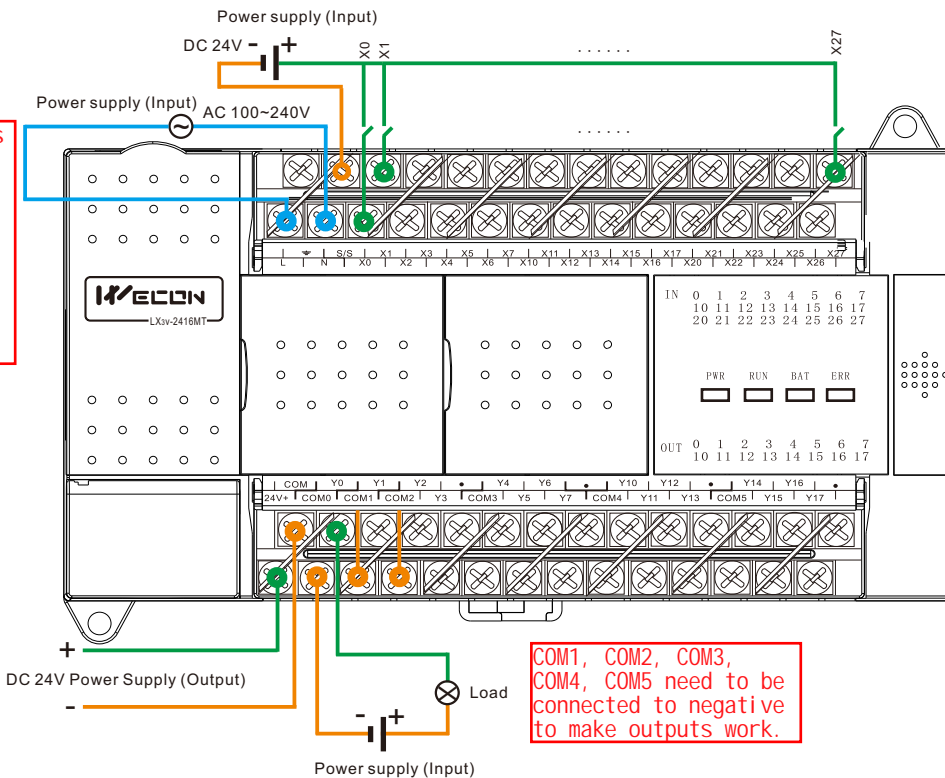 Power supply (Input)
DC 24V - +
X0
X1
......
X27
Power supply (Input)
AC 100~240V
......
S
⏚ S/S X1 X3 X5 X7 X11 X13 X15 X17 X21 X23 X25 X27
L N X0 X2 X4 X6 X10 X12 X14 X16 X20 X22 X24 X26
WECON
LX3V-2416MT
IN 0 1 2 3 4 5 6 7
10 11 12 13 14 15 16 17
20 21 22 23 24 25 26 27
PWR RUN BAT ERR
OUT 0 1 2 3 4 5 6 7
10 11 12 13 14 15 16 17
COM Y0 Y1 Y2 • Y4 Y6 • Y10 Y12 • Y14 Y16 •
24V+ COM0 COM1 COM2 Y3 COM3 Y5 Y7 COM4 Y11 Y13 COM5 Y15 Y17
+
DC 24V Power Supply (Output)
-
Load
- +
Power supply (Input)
COM1, COM2, COM3,
COM4, COM5 need to be
connected to negative
to make outputs work.